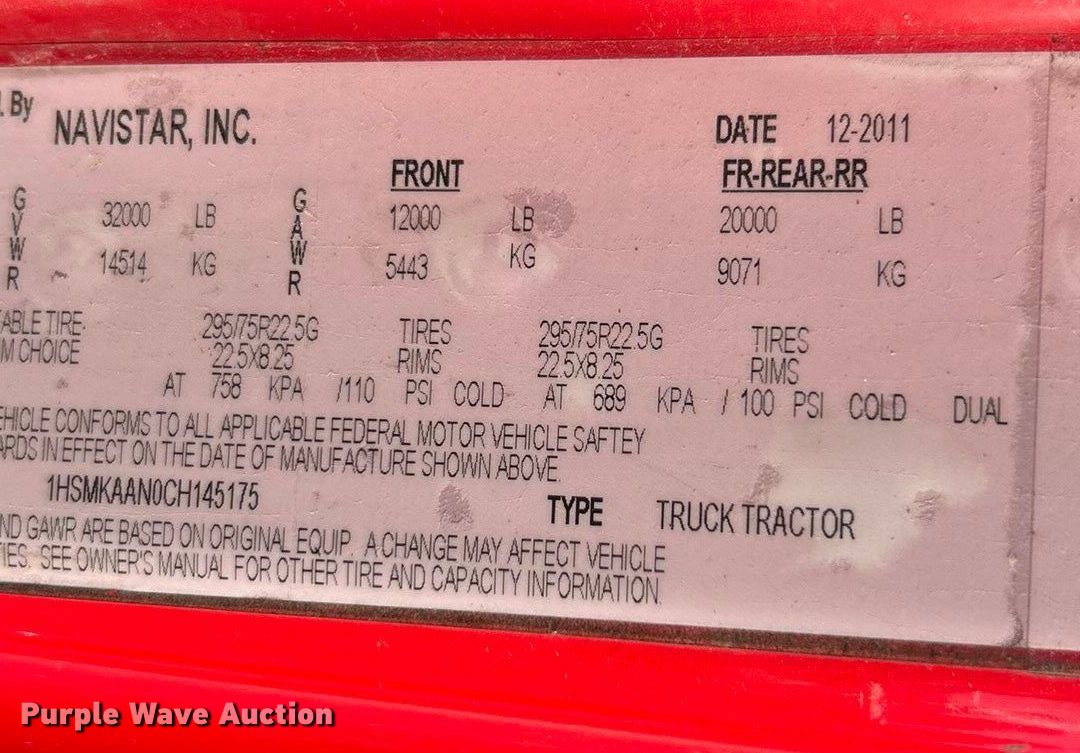 By
NAVISTAR, INC. DATE 12-2011
FRONT FR-REAR-RR
GVWR 32000 LB GAWR 12000 LB 20000 LB
14514 KG 5443 KG 9071 KG
TIRE- 295/75R22.5G TIRES 295/75R22.5G TIRES
CHOICE 22.5X8.25 RIMS 22.5X8.25 RIMS
AT 758 KPA /110 PSI COLD AT 689 KPA / 100 PSI COLD DUAL
EHICLE CONFORMS TO ALL APPLICABLE FEDERAL MOTOR VEHICLE SAFTEY
ARDS IN EFFECT ON THE DATE OF MANUFACTURE SHOWN ABOVE.
1HSMKAAN0CH145175 TYPE TRUCK TRACTOR
ND GAWR ARE BASED ON ORIGINAL EQUIP. A CHANGE MAY AFFECT VEHICLE
TIES. SEE OWNER'S MANUAL FOR OTHER TIRE AND CAPACITY INFORMATION
Purple Wave Auction